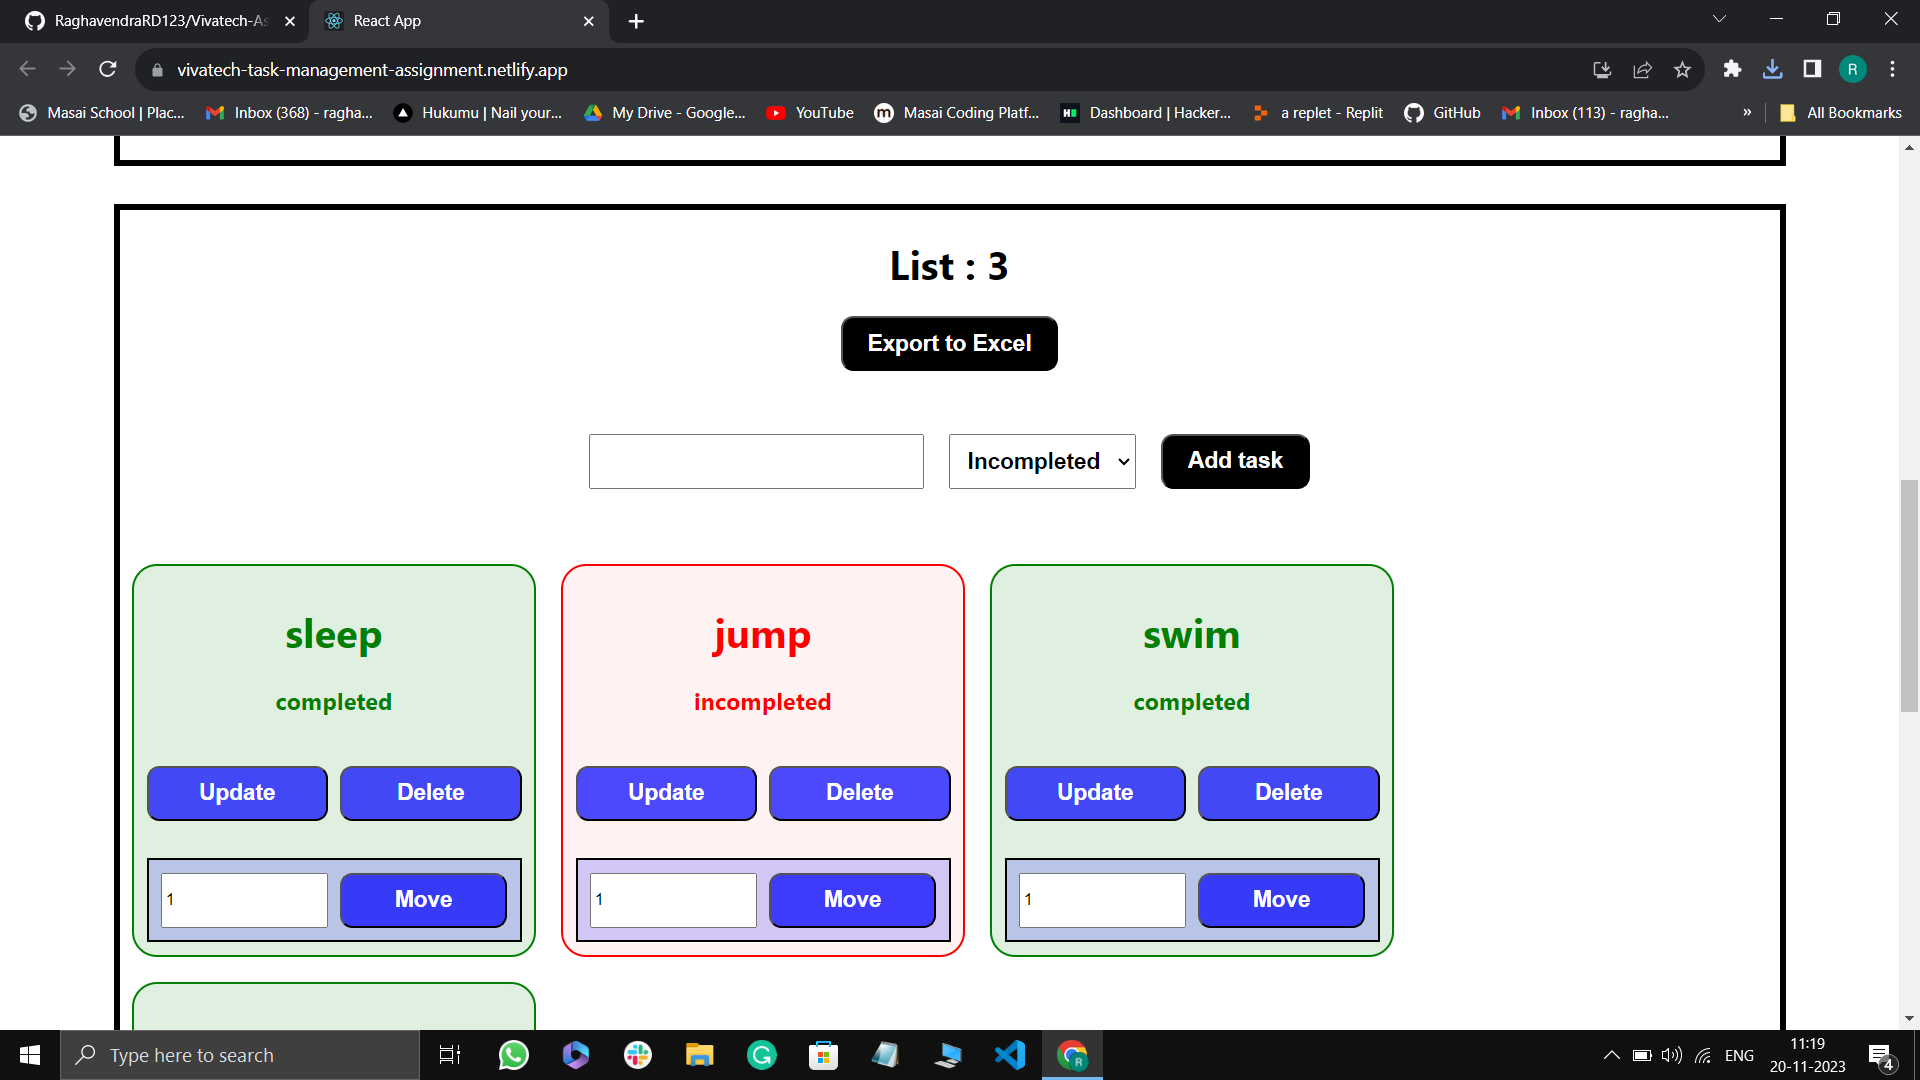 RaghavendraRD123/Vivatech-As
React App
vivatech-task-management-assignment.netlify.app
R
Masai School | Plac...
Inbox (368) - ragha...
Hukumu | Nail your...
My Drive - Google...
YouTube
Masai Coding Platf...
Dashboard | Hacker...
a replet - Replit
GitHub
Inbox (113) - ragha...
»
All Bookmarks
List : 3
Export to Excel
Incompleted
Add task
sleep
jump
swim
completed
incompleted
completed
Update
Delete
Update
Delete
Update
Delete
1
Move
1
Move
1
Move
Type here to search
ENG
11:19
20-11-2023
4